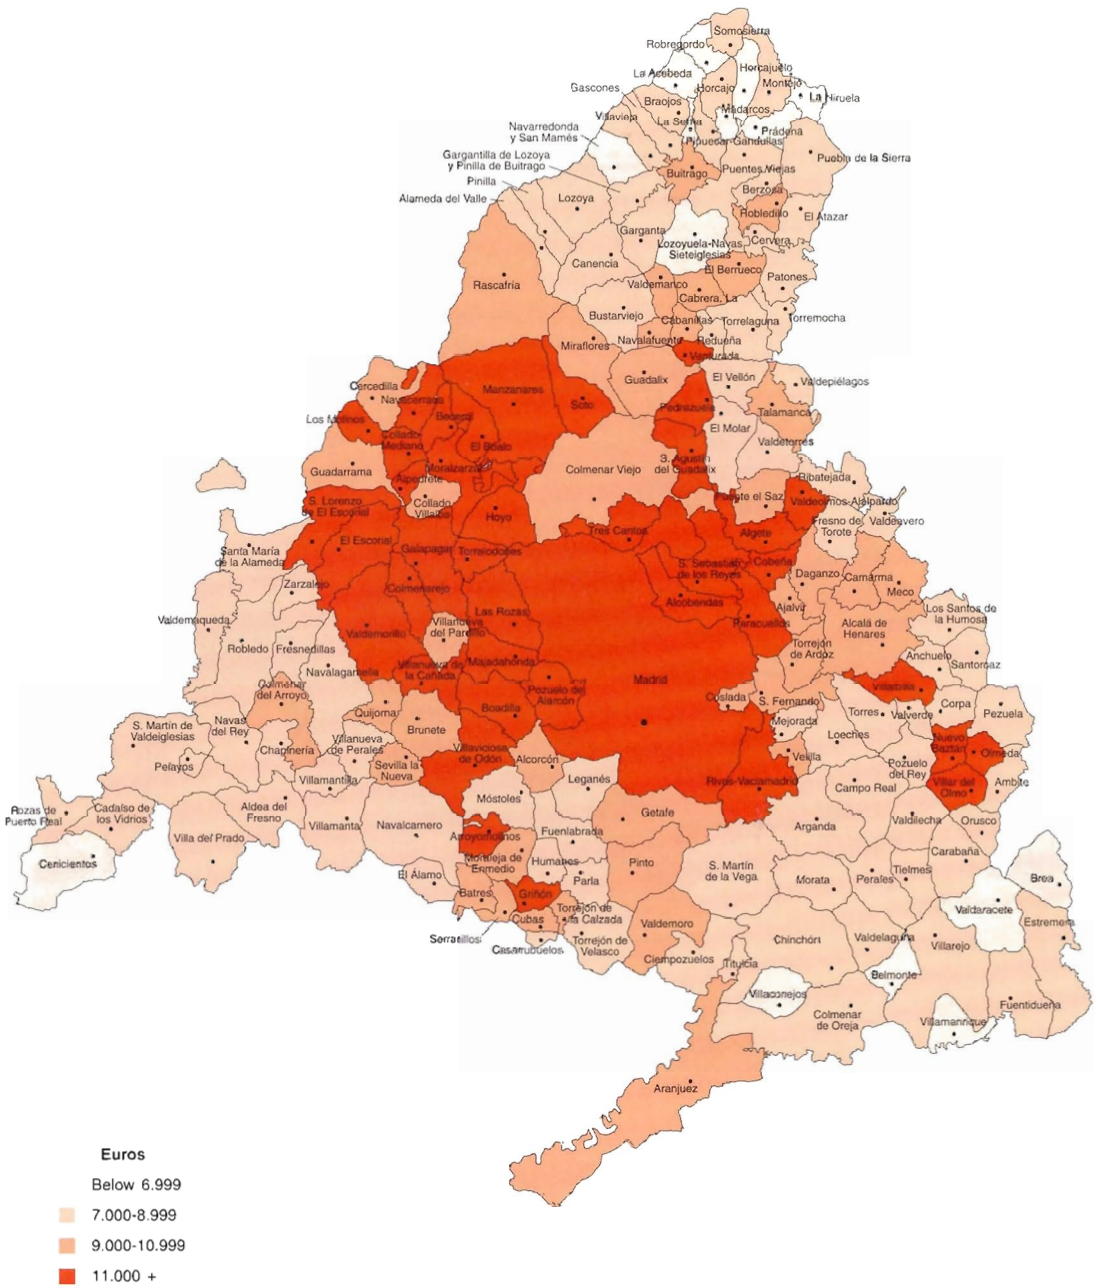 Somosierra
Robregordo
La Acebeda
Horcajuelo
Gascones
Horcajo
Montejo
La Hiruela
Braojos
Madarcos
Villavieja
La Serna
Prádena
Navarredonda
y San Mamés
Piñuecar-Gandullas
Gargantilla de Lozoya
y Pinilla de Buitrago
Puebla de la Sierra
Buitrago
Puentes Viejas
Pinilla
Berzosa
Alameda del Valle
Lozoya
Robledillo
El Atazar
Garganta
Lozoyuela-Navas
Sieteiglesias
Cervera
Canencia
El Berrueco
Rascafría
Valdemanco
Patones
Cabrera, La
Bustarviejo
Cabanillas
Torrelaguna
Torremocha
Miraflores
Navalafuente
Redueña
Venturada
Guadalix
El Vellón
Valdepiélagos
Cercedilla
Manzanares
Navacerrada
Soto
Pedrezuela
Talamanca
Los Molinos
Becerril
El Molar
Collado
Mediano
El Boalo
Valdetorres
Guadarrama
Moralzarzal
Colmenar Viejo
S. Agustín
del Guadalix
Alpedrete
Ribatejada
S. Lorenzo
de El Escorial
Collado
Villalba
Fuente el Saz
Valdeolmos-Alalpardo
Hoyo
Fresno de
Torote
Valdeavero
Tres Cantos
El Escorial
Algete
Santa María
de la Alameda
Galapagar
Torrelodones
S. Sebastián
de los Reyes
Cobeña
Zarzalejo
Colmenarejo
Daganzo
Camarma
Meco
Alcobendas
Ajalvir
Los Santos de
la Humosa
Valdemaqueda
Las Rozas
Paracuellos
Valdemorillo
Villanueva
del Pardillo
Alcalá de
Henares
Robledo
Fresnedillas
Torrejón
de Ardoz
Anchuelo
Santorcaz
Navalagamella
Villanueva de
la Cañada
Majadahonda
Madrid
Villalbilla
Colmenar
del Arroyo
Pozuelo de
Alarcón
Coslada
S. Fernando
Corpa
Quijorna
Boadilla
Torres
Valverde
Pezuela
S. Martín de
Valdeiglesias
Navas
del Rey
Brunete
Mejorada
Loeches
Nuevo
Baztán
Chapinería
Villanueva
de Perales
Villaviciosa
de Odón
Velilla
Olmeda
Pelayos
Sevilla la
Nueva
Alcorcón
Pozuelo
del Rey
Villamantilla
Leganés
Rivas-Vaciamadrid
Campo Real
Villar del
Olmo
Ambite
Móstoles
Rozas de
Puerto Real
Cadalso de
los Vidrios
Aldea del
Fresno
Getafe
Valdilecha
Orusco
Villamanta
Navalcarnero
Arganda
Villa del Prado
Arroyomolinos
Fuenlabrada
Carabaña
Cenicientos
Moraleja de
Enmedio
Humanes
Pinto
S. Martín
de la Vega
Tielmes
El Álamo
Parla
Morata
Perales
Brea
Batres
Griñón
Valdaracete
Cubas
Torrejón de
la Calzada
Valdemoro
Estremera
Serranillos
Casarrubuelos
Torrejón de
Velasco
Chinchón
Valdelaguna
Villarejo
Ciempozuelos
Titulcia
Belmonte
Villaconejos
Fuentidueña
Colmenar
de Oreja
Villamanrique
Aranjuez
Euros
Below 6.999
7.000-8.999
9.000-10.999
11.000 +